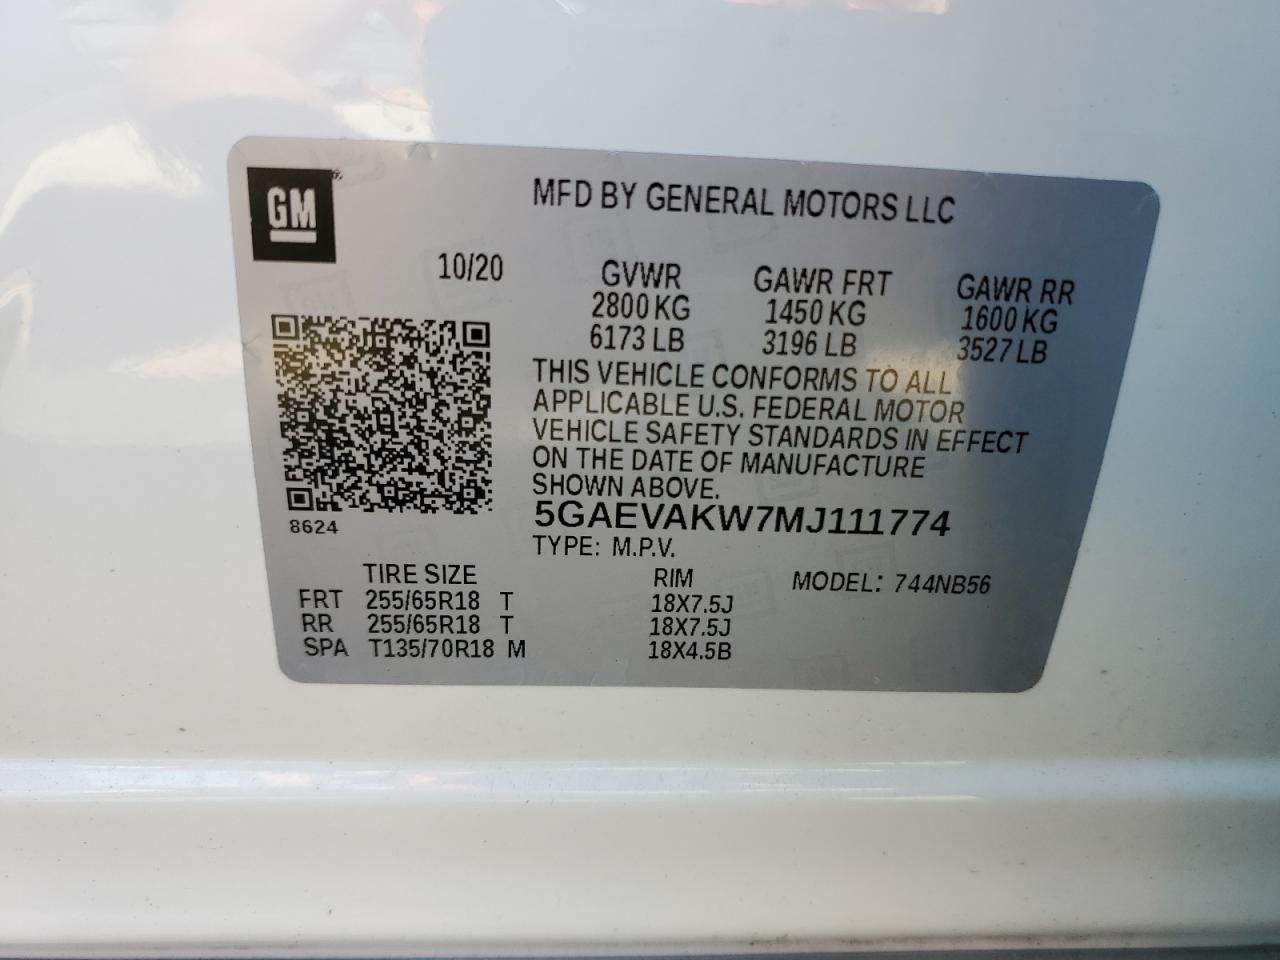 GM
MFD BY GENERAL MOTORS LLC
10/20
GVWR GAWR FRT GAWR RR
2800 KG 1450 KG 1600 KG
6173 LB 3196 LB 3527 LB
THIS VEHICLE CONFORMS TO ALL
APPLICABLE U.S. FEDERAL MOTOR
VEHICLE SAFETY STANDARDS IN EFFECT
ON THE DATE OF MANUFACTURE
SHOWN ABOVE.
8624
5GAEVAKW7MJ111774
TYPE: M.P.V.
TIRE SIZE RIM MODEL: 744NB56
FRT 255/65R18 T 18X7.5J
RR 255/65R18 T 18X7.5J
SPA T135/70R18 M 18X4.5B